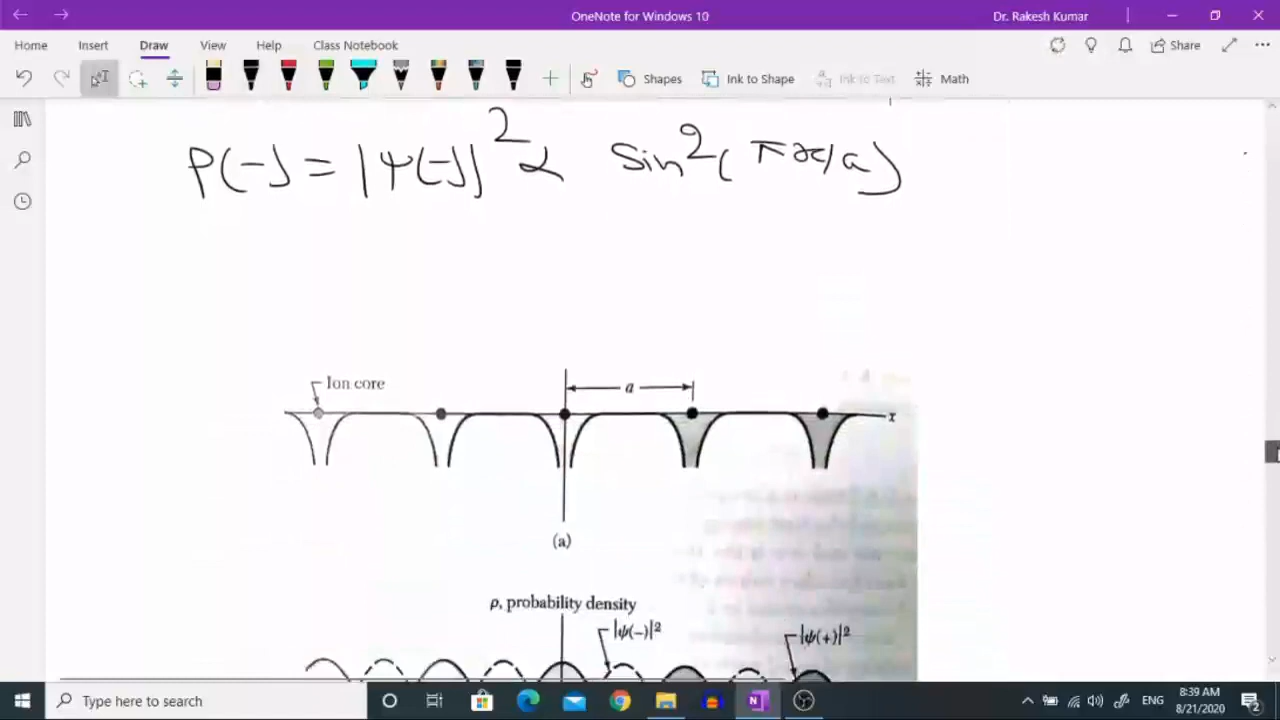 OneNote for Windows 10
Dr. Rakesh Kumar
Home Insert Draw View Help Class Notebook Share
Shapes Ink to Shape Ink to Text Math
ρ(-) = |ψ(-)|² α sin²(πx/a)
Ion core
a
x
(a)
ρ, probability density
|ψ(-)|²
|ψ(+)|²
Type here to search
ENG
8:39 AM
8/21/2020
2